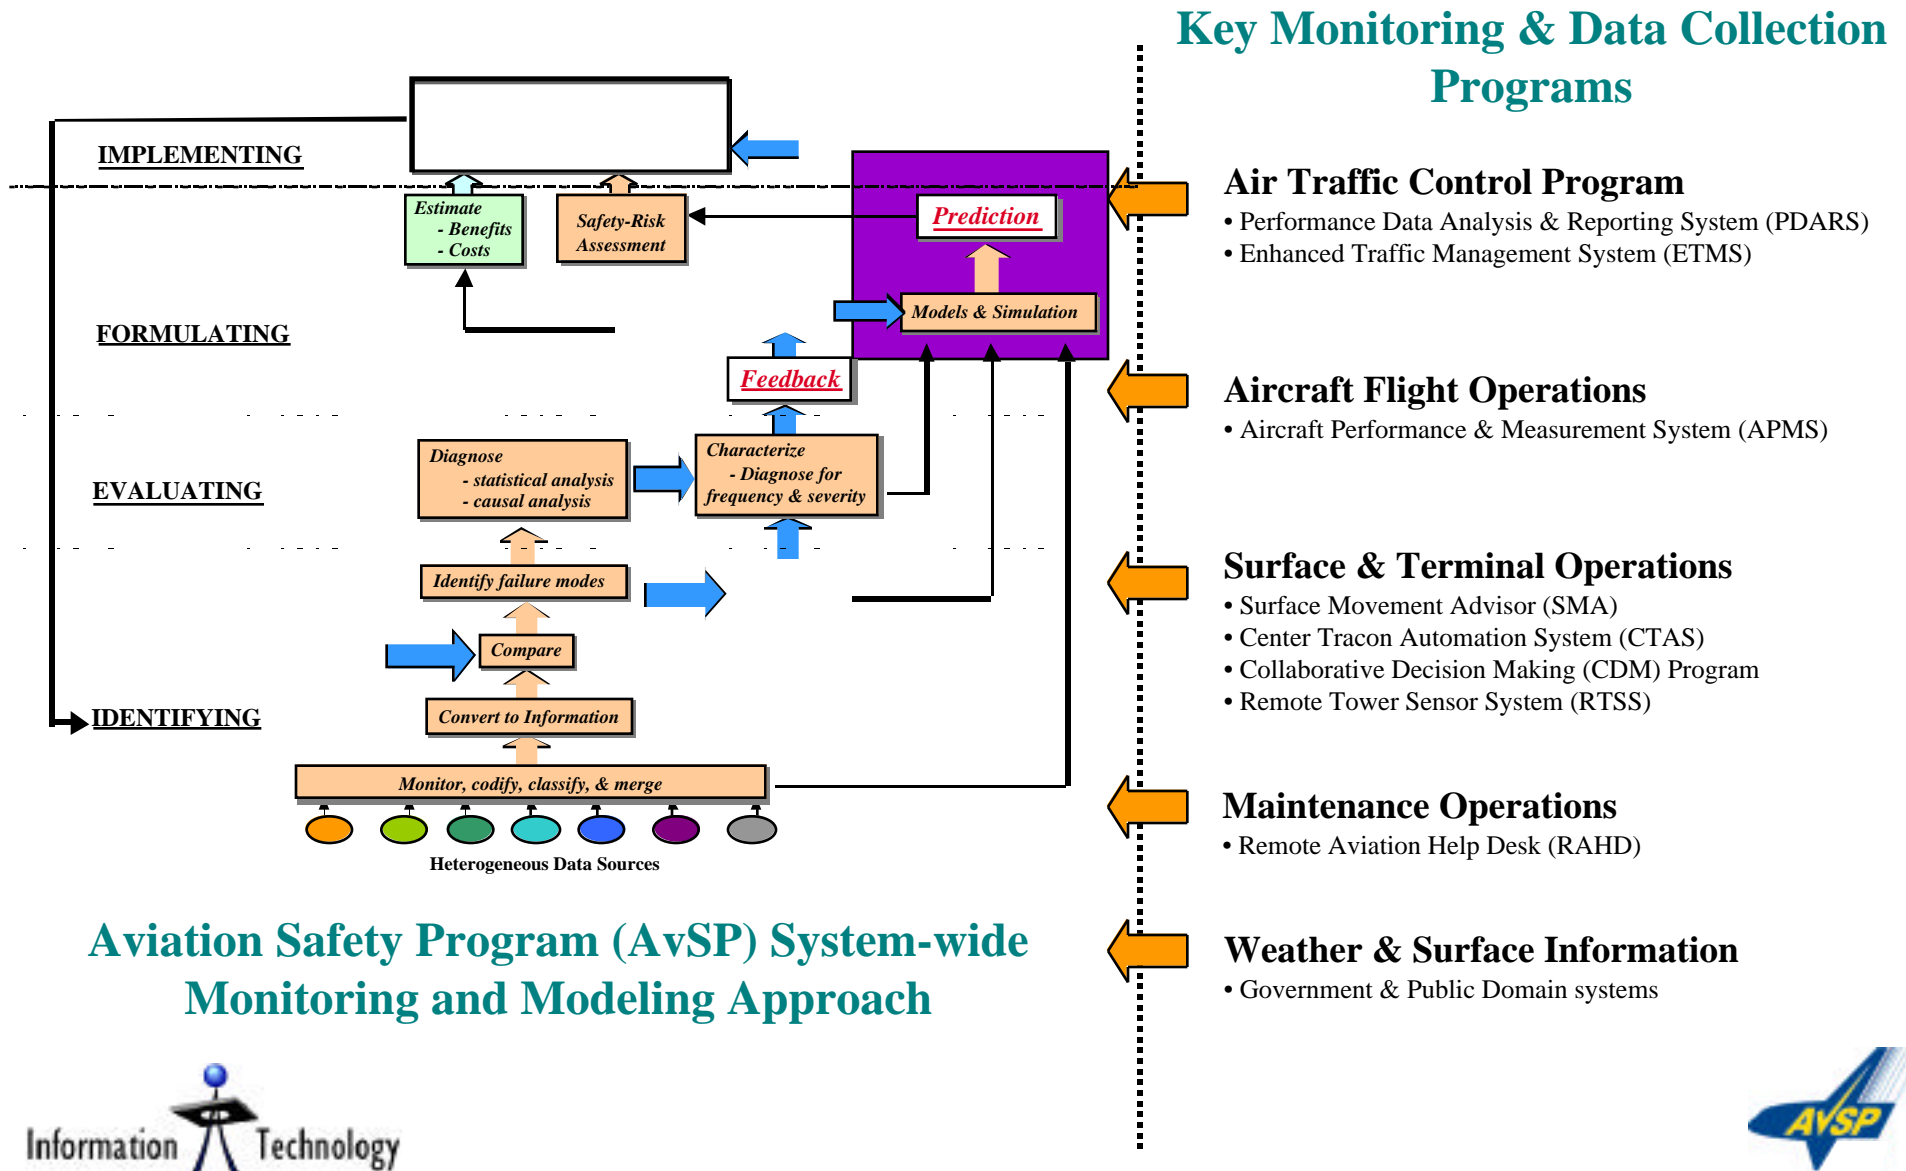 Key Monitoring & Data Collection
Programs
IMPLEMENTING
Estimate
- Benefits
- Costs
Safety-Risk
Assessment
Prediction
Models & Simulation
FORMULATING
Feedback
EVALUATING
Diagnose
- statistical analysis
- causal analysis
Characterize
- Diagnose for
frequency & severity
Identify failure modes
Compare
IDENTIFYING
Convert to Information
Monitor, codify, classify, & merge
Heterogeneous Data Sources
Aviation Safety Program (AvSP) System-wide
Monitoring and Modeling Approach
Air Traffic Control Program
• Performance Data Analysis & Reporting System (PDARS)
• Enhanced Traffic Management System (ETMS)
Aircraft Flight Operations
• Aircraft Performance & Measurement System (APMS)
Surface & Terminal Operations
• Surface Movement Advisor (SMA)
• Center Tracon Automation System (CTAS)
• Collaborative Decision Making (CDM) Program
• Remote Tower Sensor System (RTSS)
Maintenance Operations
• Remote Aviation Help Desk (RAHD)
Weather & Surface Information
• Government & Public Domain systems
Information Technology
AvSP